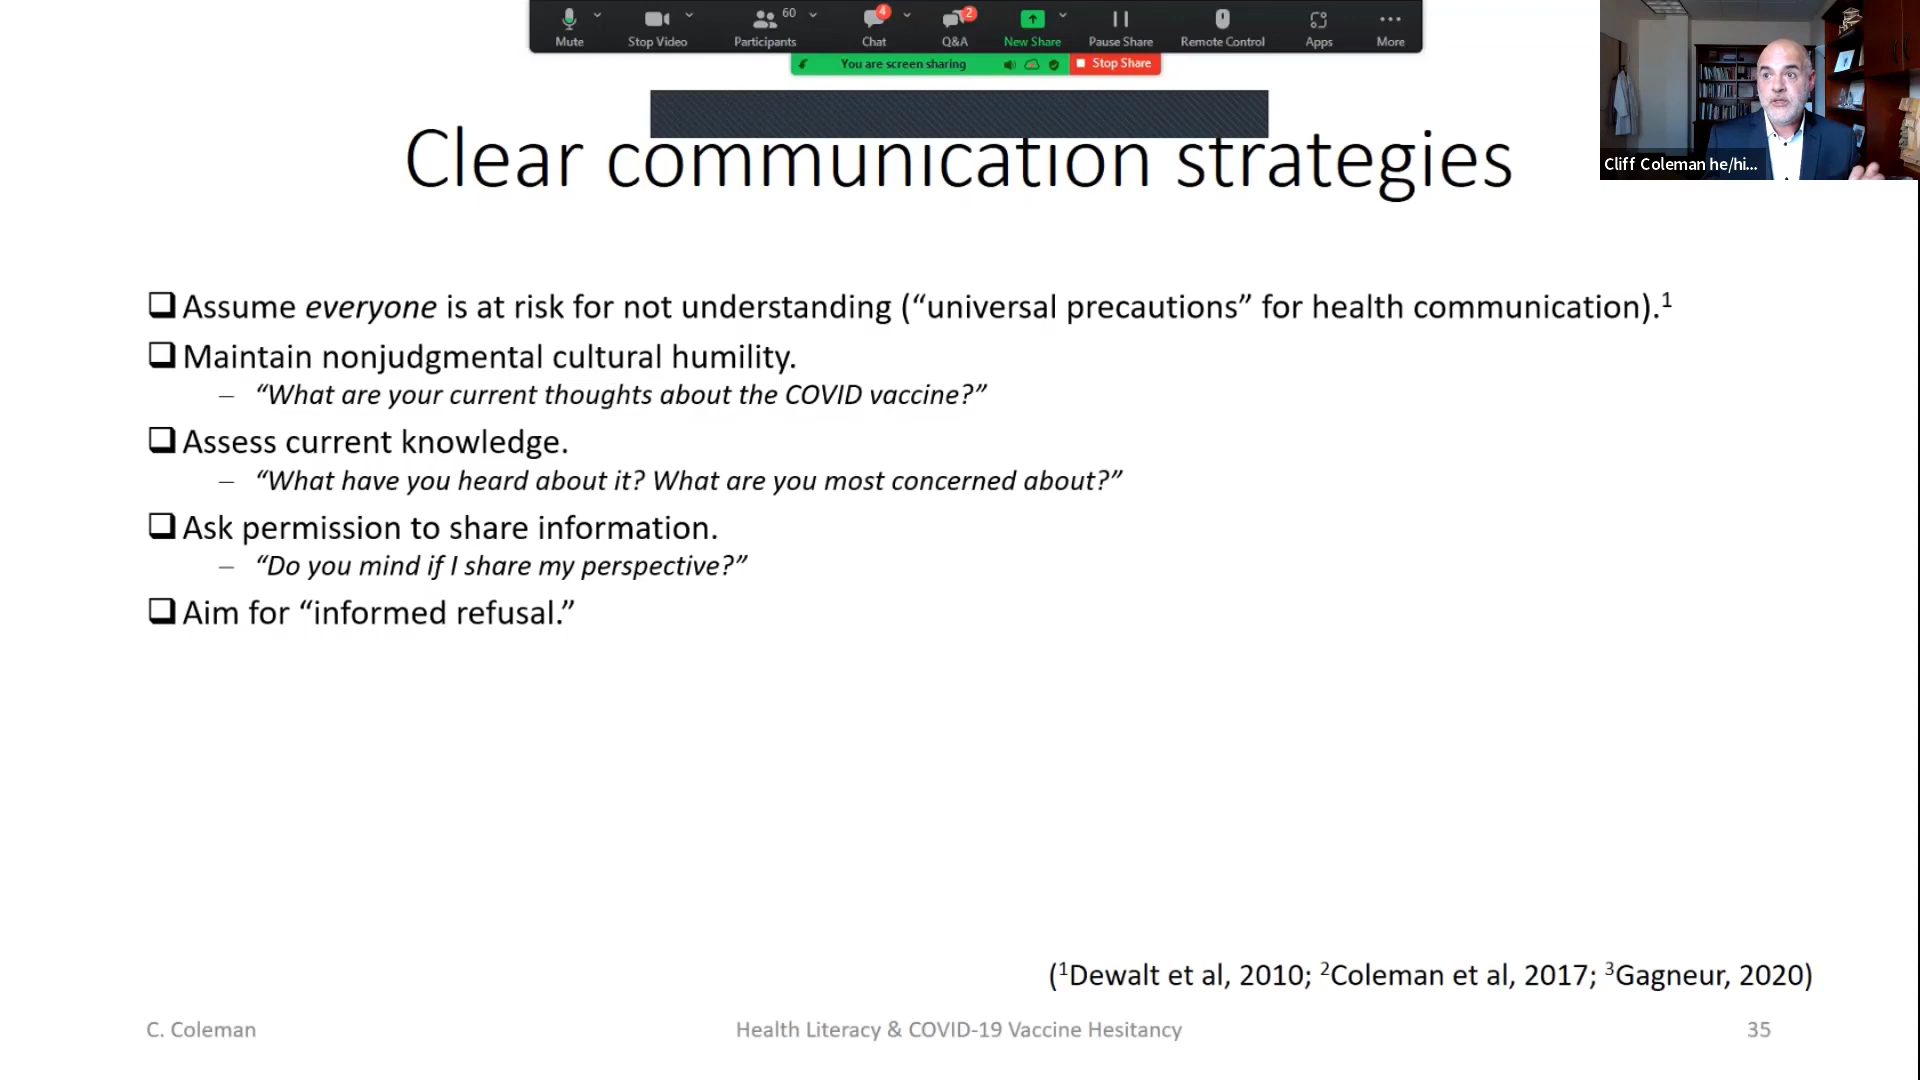 60
4
2
Mute
Stop Video
Participants
Chat
Q&A
New Share
Pause Share
Remote Control
Apps
More
You are screen sharing
Stop Share
Cliff Coleman he/hi...
Clear communication strategies
❑ Assume everyone is at risk for not understanding (“universal precautions” for health communication).¹
❑ Maintain nonjudgmental cultural humility.
– “What are your current thoughts about the COVID vaccine?”
❑ Assess current knowledge.
– “What have you heard about it? What are you most concerned about?”
❑ Ask permission to share information.
– “Do you mind if I share my perspective?”
❑ Aim for “informed refusal.”
(¹Dewalt et al, 2010; ²Coleman et al, 2017; ³Gagneur, 2020)
C. Coleman
Health Literacy & COVID-19 Vaccine Hesitancy
35